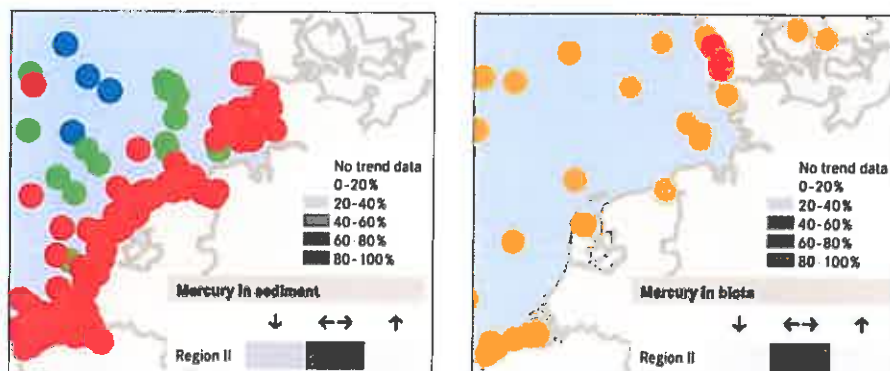 No trend data
0-20%
20-40%
40-60%
60-80%
80-100%
Mercury in sediment
↓ ←→ ↑
Region II
No trend data
0-20%
20-40%
40-60%
60-80%
80-100%
Mercury in biota
↓ ←→ ↑
Region II